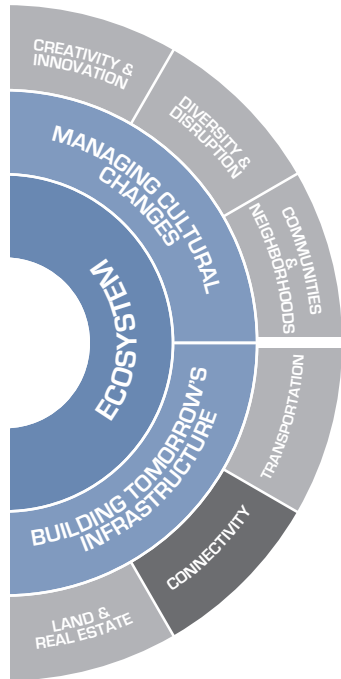 CREATIVITY &
INNOVATION
DIVERSITY &
DISRUPTION
COMMUNITIES
&
NEIGHBORHOODS
MANAGING CULTURAL
CHANGES
ECOSYSTEM
BUILDING TOMORROW'S
INFRASTRUCTURE
TRANSPORTATION
CONNECTIVITY
LAND &
REAL ESTATE